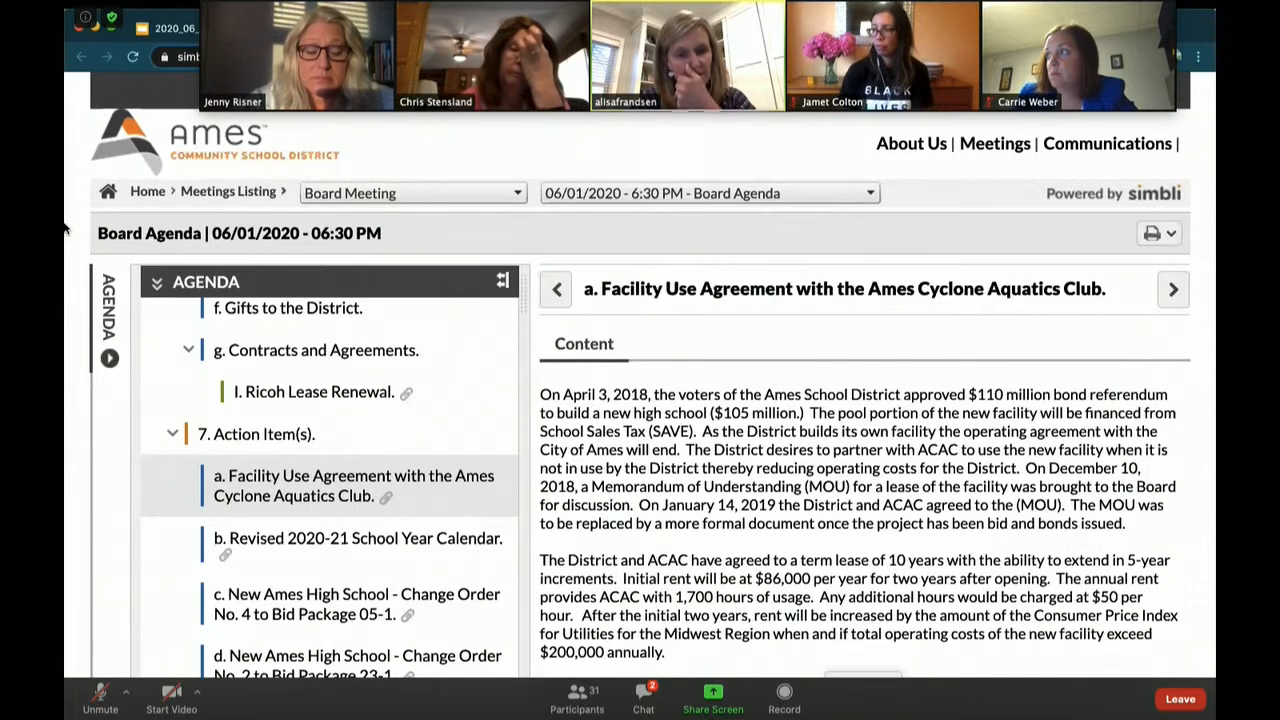 2020_06_
simb
Jenny Risner
Chris Stensland
alisafrandsen
Jamet Colton
Carrie Weber
BLACK
LIVES
AMES
COMMUNITY SCHOOL DISTRICT
About Us | Meetings | Communications |
Home > Meetings Listing >
Board Meeting
06/01/2020 - 6:30 PM - Board Agenda
Powered by simbli
Board Agenda | 06/01/2020 - 06:30 PM
AGENDA
AGENDA
f. Gifts to the District.
g. Contracts and Agreements.
I. Ricoh Lease Renewal.
7. Action Item(s).
a. Facility Use Agreement with the Ames
Cyclone Aquatics Club.
b. Revised 2020-21 School Year Calendar.
c. New Ames High School - Change Order
No. 4 to Bid Package 05-1.
d. New Ames High School - Change Order
No. 2 to Bid Package 23-1.
a. Facility Use Agreement with the Ames Cyclone Aquatics Club.
Content
On April 3, 2018, the voters of the Ames School District approved $110 million bond referendum
to build a new high school ($105 million.) The pool portion of the new facility will be financed from
School Sales Tax (SAVE). As the District builds its own facility the operating agreement with the
City of Ames will end. The District desires to partner with ACAC to use the new facility when it is
not in use by the District thereby reducing operating costs for the District. On December 10,
2018, a Memorandum of Understanding (MOU) for a lease of the facility was brought to the Board
for discussion. On January 14, 2019 the District and ACAC agreed to the (MOU). The MOU was
to be replaced by a more formal document once the project has been bid and bonds issued.
The District and ACAC have agreed to a term lease of 10 years with the ability to extend in 5-year
increments. Initial rent will be at $86,000 per year for two years after opening. The annual rent
provides ACAC with 1,700 hours of usage. Any additional hours would be charged at $50 per
hour. After the initial two years, rent will be increased by the amount of the Consumer Price Index
for Utilities for the Midwest Region when and if total operating costs of the new facility exceed
$200,000 annually.
Unmute
Start Video
31
Participants
2
Chat
Share Screen
Record
Leave